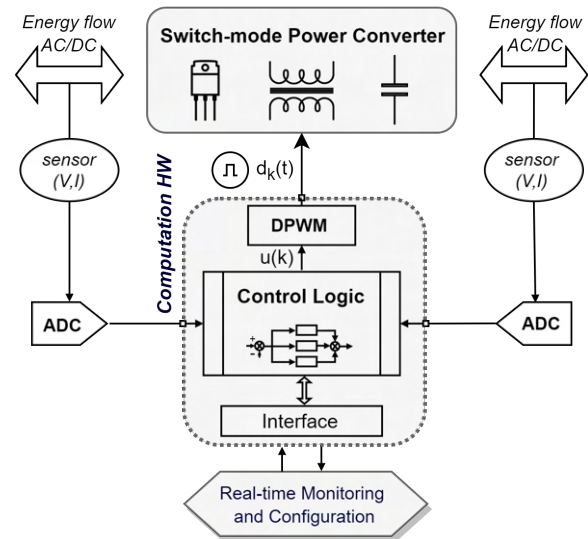 Energy flow
AC/DC
Switch-mode Power Converter
Energy flow
AC/DC
sensor
(V,I)
sensor
(V,I)
d_k(t)
Computation HW
DPWM
u(k)
Control Logic
+
-
ADC
ADC
Interface
Real-time Monitoring
and Configuration